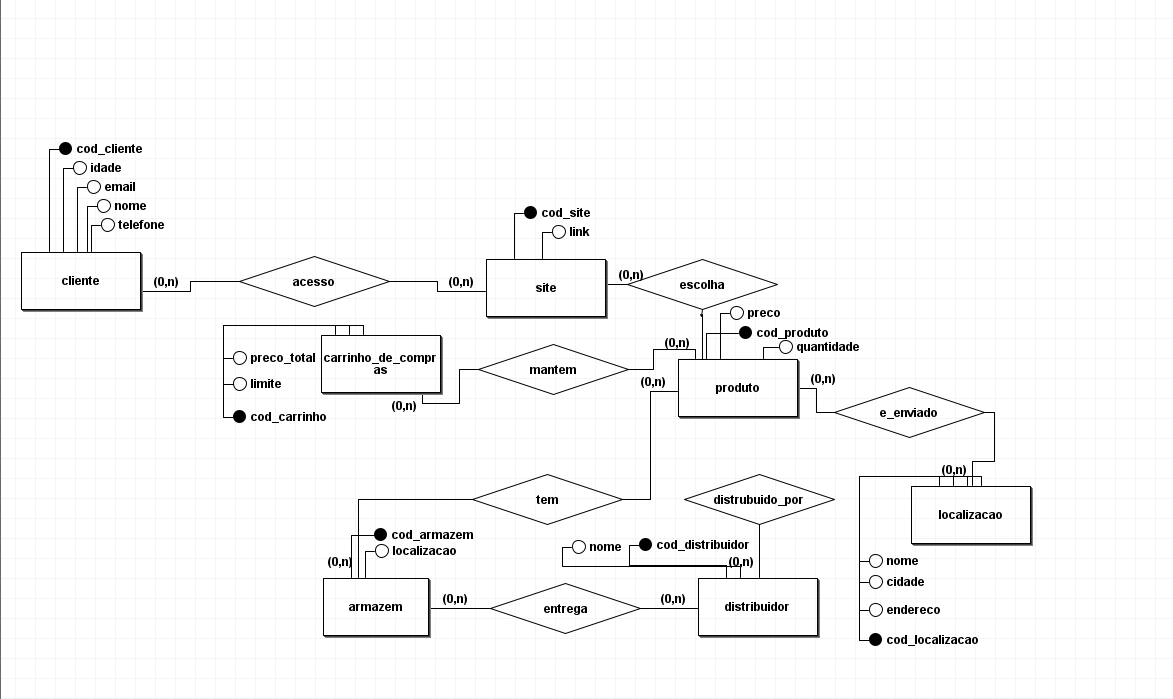 cod_cliente
idade
email
nome
telefone
cliente
(0,n)
acesso
(0,n)
cod_site
link
site
(0,n)
escolha
preco
cod_produto
quantidade
preco_total
limite
cod_carrinho
carrinho_de_compr
as
(0,n)
mantem
(0,n)
(0,n)
produto
(0,n)
e_enviado
(0,n)
localizacao
nome
cidade
endereco
cod_localizacao
tem
distrubuido_por
cod_armazem
localizacao
(0,n)
armazem
(0,n)
entrega
(0,n)
nome
cod_distribuidor
(0,n)
distribuidor